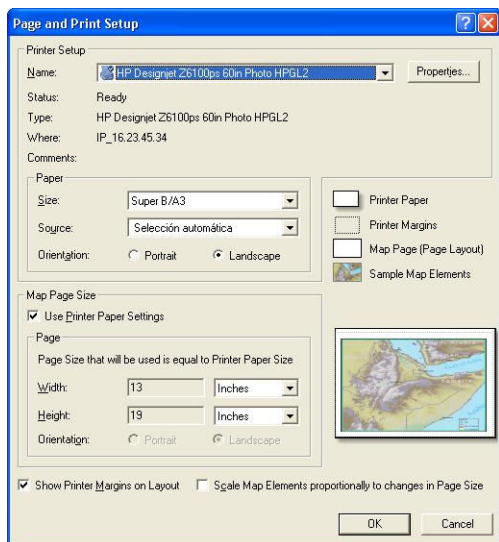 Page and Print Setup
Printer Setup
Name: HP Designjet Z6100ps 60in Photo HPGL2 Properties...
Status: Ready
Type: HP Designjet Z6100ps 60in Photo HPGL2
Where: IP_16.23.45.34
Comments:
Paper
Size: Super B/A3
Source: Selección automática
Orientation: Portrait Landscape
Printer Paper
Printer Margins
Map Page (Page Layout)
Sample Map Elements
Map Page Size
Use Printer Paper Settings
Page
Page Size that will be used is equal to Printer Paper Size
Width: 13 Inches
Height: 19 Inches
Orientation: Portrait Landscape
Show Printer Margins on Layout Scale Map Elements proportionally to changes in Page Size
OK Cancel